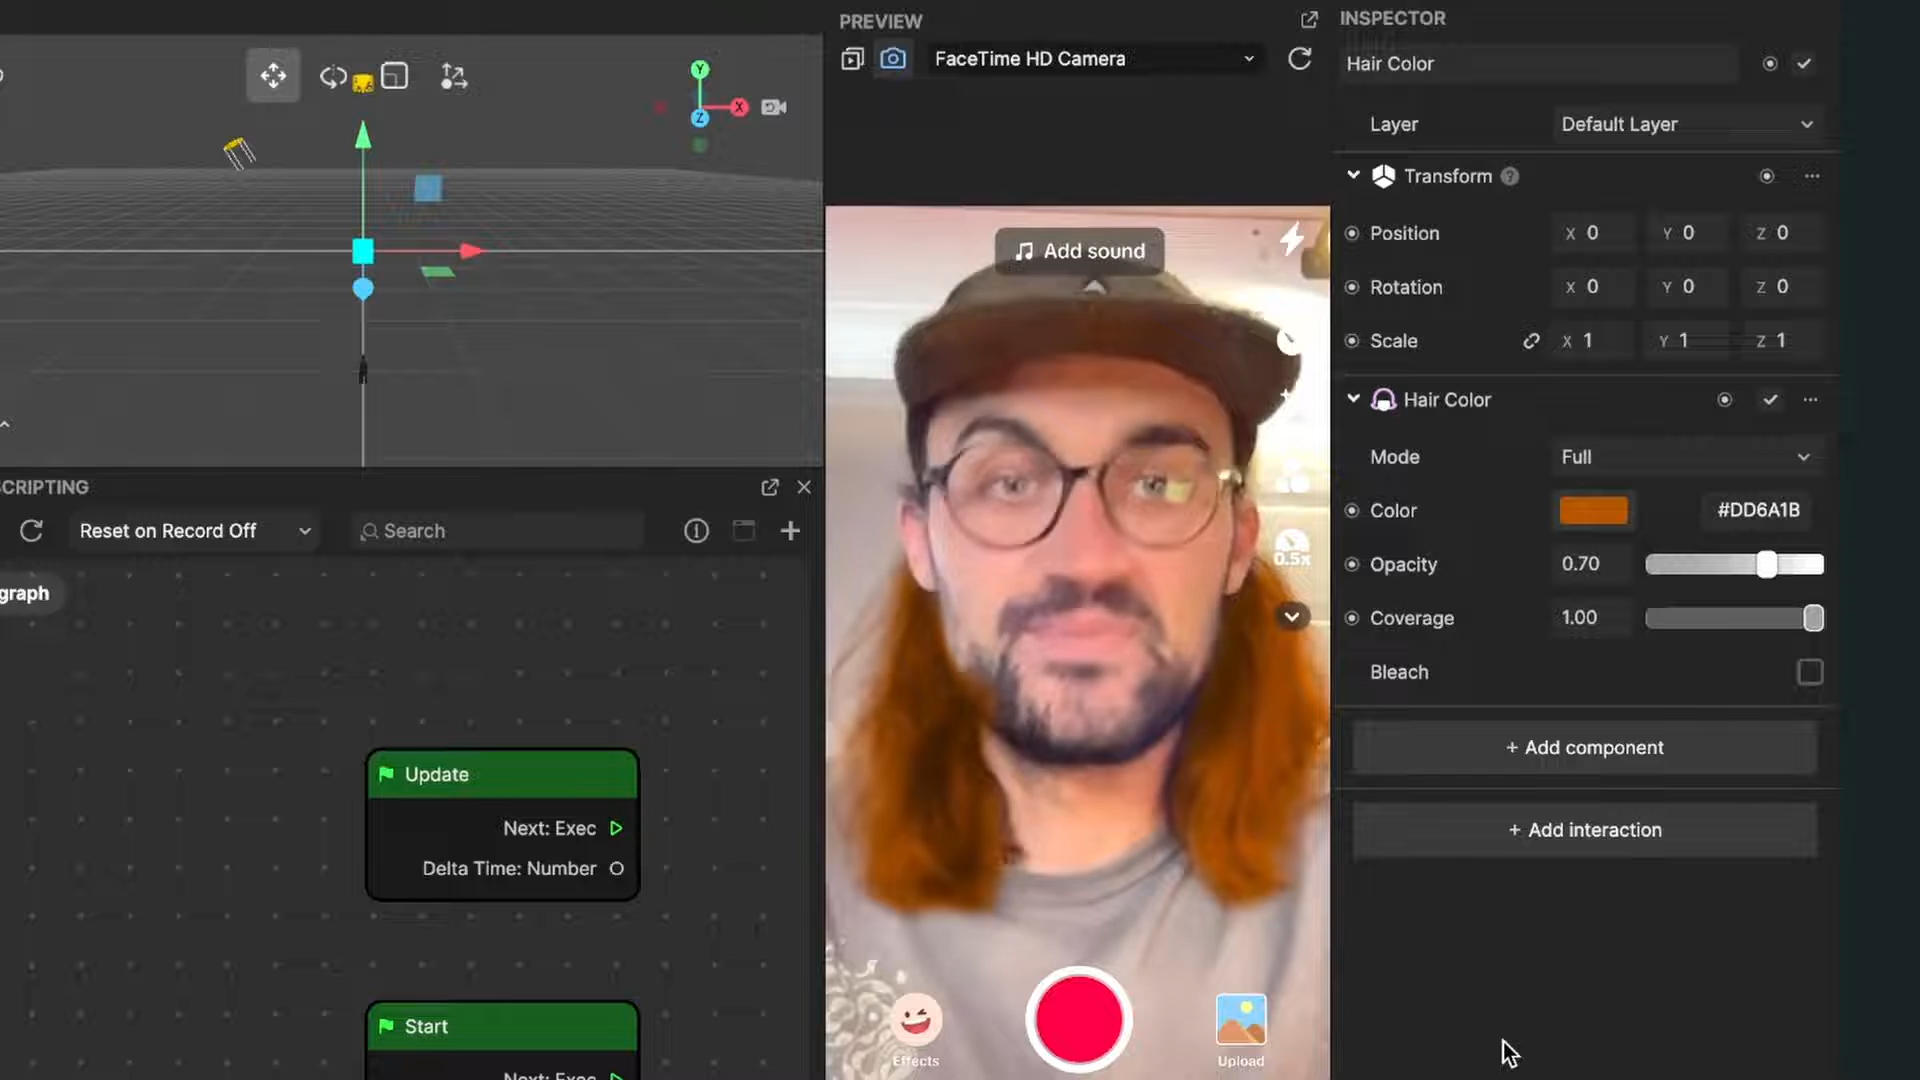 PREVIEW
FaceTime HD Camera
Y
X
Z
CRIPTING
Reset on Record Off
Search
graph
Update
Next: Exec
Delta Time: Number
Start
Next: Exec
Add sound
0.5x
Effects
Upload
INSPECTOR
Hair Color
Layer Default Layer
Transform ?
Position X 0 Y 0 Z 0
Rotation X 0 Y 0 Z 0
Scale X 1 Y 1 Z 1
Hair Color
Mode Full
Color #DD6A1B
Opacity 0.70
Coverage 1.00
Bleach
+ Add component
+ Add interaction